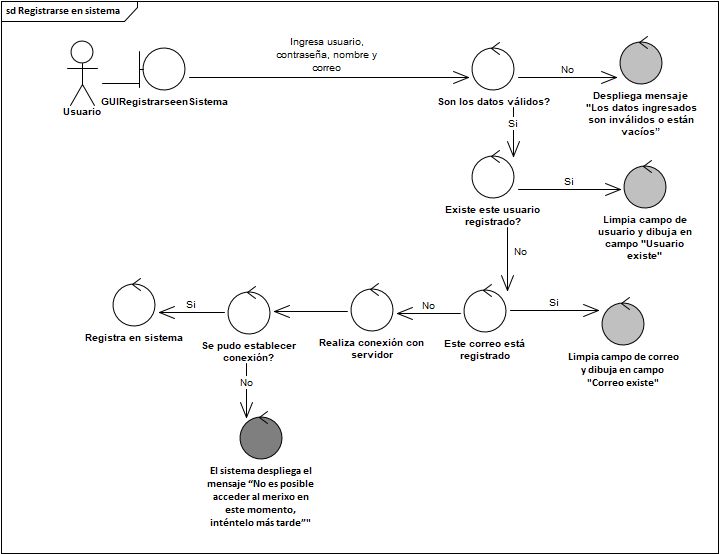 sd Registrarse en sistema
Ingresa usuario,
contraseña, nombre y
correo
Usuario
GUIRegistrarseenSistema
Son los datos válidos?
No
Despliega mensaje
"Los datos ingresados
son inválidos o están
vacíos”
Si
Existe este usuario
registrado?
Si
Limpia campo de
usuario y dibuja en
campo "Usuario
existe"
No
Registra en sistema
Si
Se pudo establecer
conexión?
Realiza conexión con
servidor
No
Este correo está
registrado
Si
Limpia campo de correo
y dibuja en campo
"Correo existe"
No
El sistema despliega el
mensaje “No es posible
acceder al merixo en
este momento,
inténtelo más tarde”"